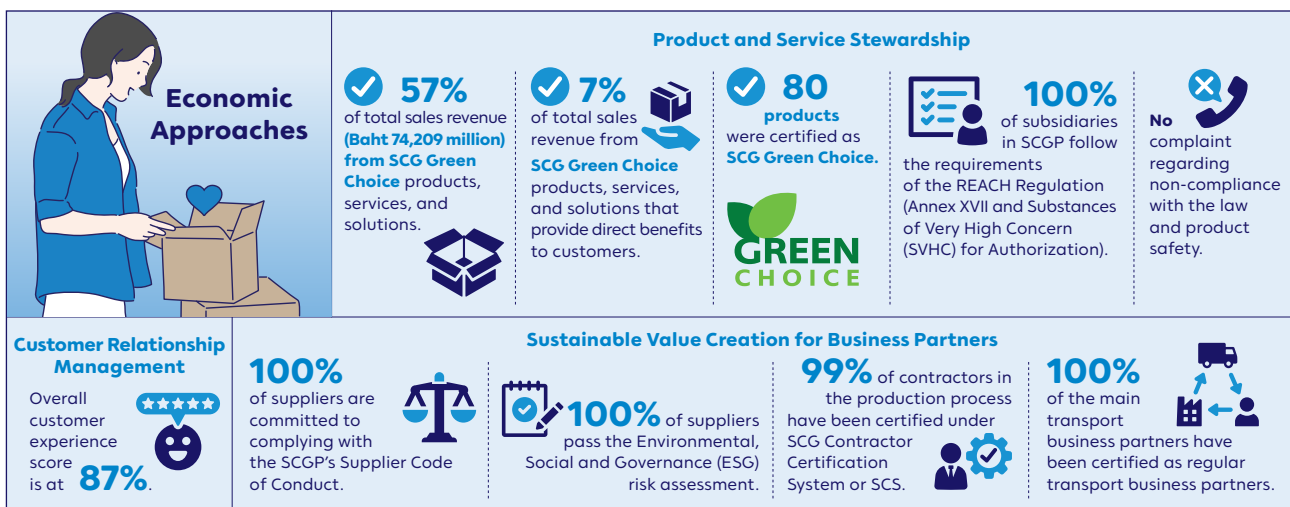 Economic
Approaches
Product and Service Stewardship
57%
of total sales revenue
(Baht 74,209 million)
from SCG Green
Choice products,
services, and
solutions.
7%
of total sales
revenue from
SCG Green Choice
products, services,
and solutions that
provide direct benefits
to customers.
80
products
were certified as
SCG Green Choice.
GREEN
CHOICE
100%
of subsidiaries
in SCGP follow
the requirements
of the REACH Regulation
(Annex XVII and Substances
of Very High Concern
(SVHC) for Authorization).
No
complaint
regarding
non-compliance
with the law
and product
safety.
Customer Relationship
Management
Overall
customer
experience
score
is at 87%.
Sustainable Value Creation for Business Partners
100%
of suppliers are
committed to
complying with
the SCGP's Supplier Code
of Conduct.
100% of suppliers
pass the Environmental,
Social and Governance (ESG)
risk assessment.
99% of contractors in
the production process
have been certified under
SCG Contractor
Certification
System or SCS.
100%
of the main
transport
business partners have
been certified as regular
transport business partners.